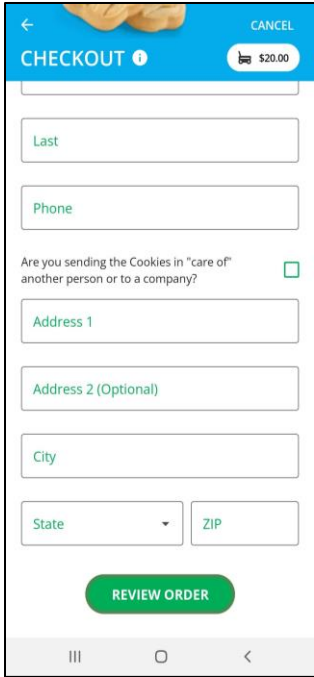 CANCEL
CHECKOUT i $20.00
Last
Phone
Are you sending the Cookies in "care of"
another person or to a company?
Address 1
Address 2 (Optional)
City
State ZIP
REVIEW ORDER